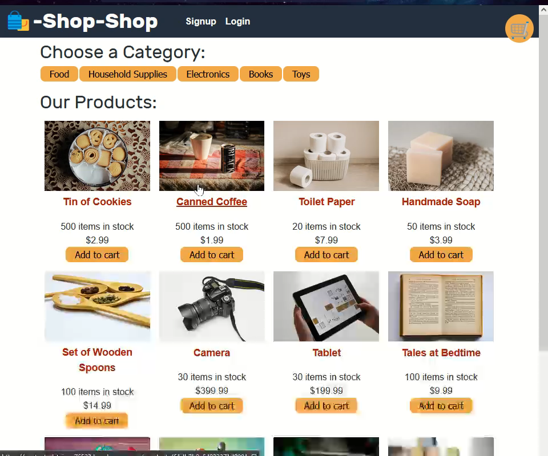 -Shop-Shop
Signup Login
Choose a Category:
Food Household Supplies Electronics Books Toys
Our Products:
Tin of Cookies
500 items in stock
$2.99
Add to cart
Canned Coffee
500 items in stock
$1.99
Add to cart
Toilet Paper
20 items in stock
$7.99
Add to cart
Handmade Soap
50 items in stock
$3.99
Add to cart
Set of Wooden
Spoons
100 items in stock
$14.99
Add to cart
Camera
30 items in stock
$399.99
Add to cart
Tablet
30 items in stock
$199.99
Add to cart
Tales at Bedtime
100 items in stock
$9.99
Add to cart